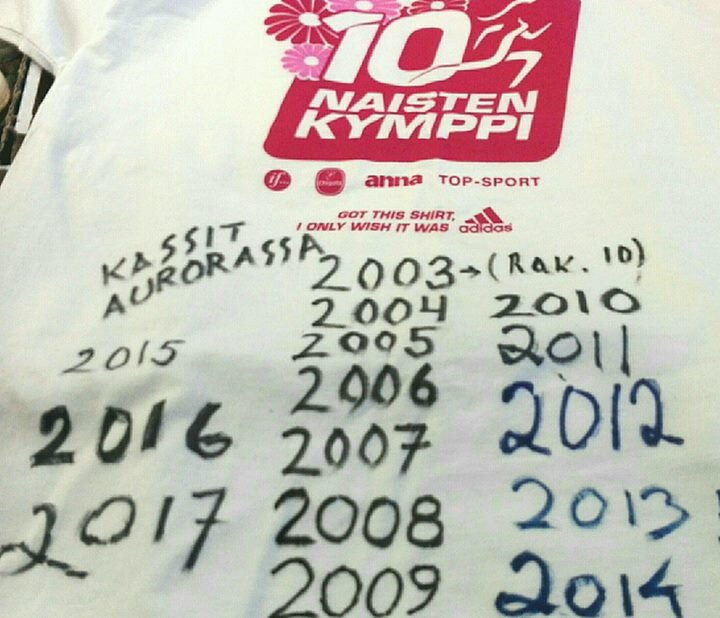 10
NAISTEN
KYMPPI
if...
anna
TOP-SPORT
GOT THIS SHIRT,
I ONLY WISH IT WAS
adidas
KASSIT
AURORASSA
2003→(RAK. 10)
2004 2010
2005 2011
2015
2006 2012
2016
2007
2017
2008 2013
2009 2014